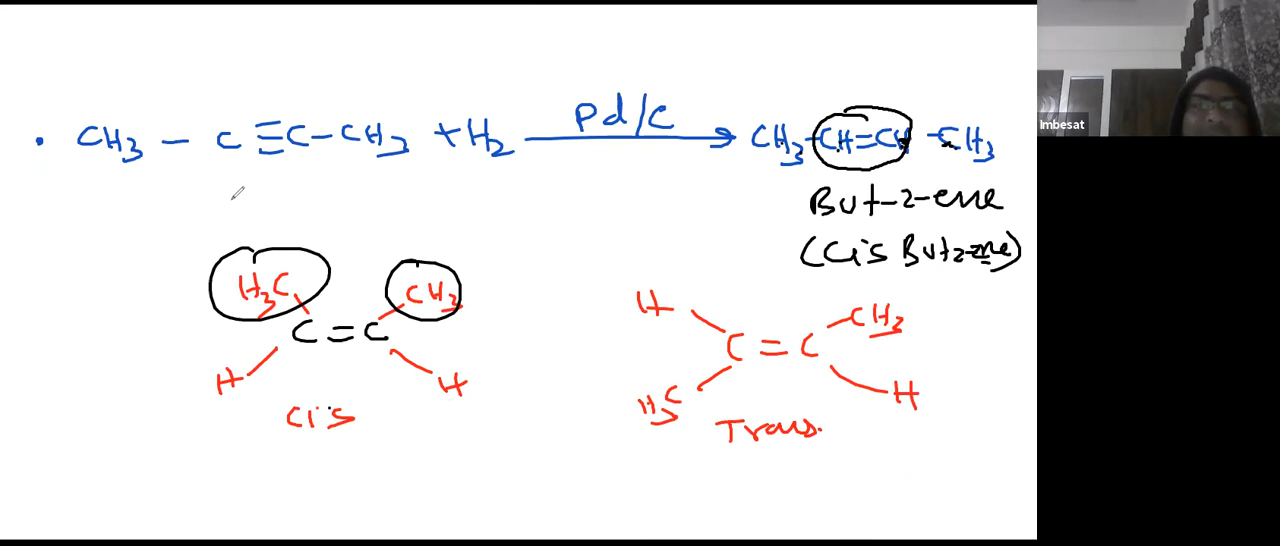 • CH3 – C ≡ C – CH3 + H2 Pd/C → CH3 – CH = CH – CH3
Imbesat
But-2-ene
(Cis But-2-ene)
H3C CH3
C = C
H H
Cis
H CH3
C = C
H3C H
Trans.